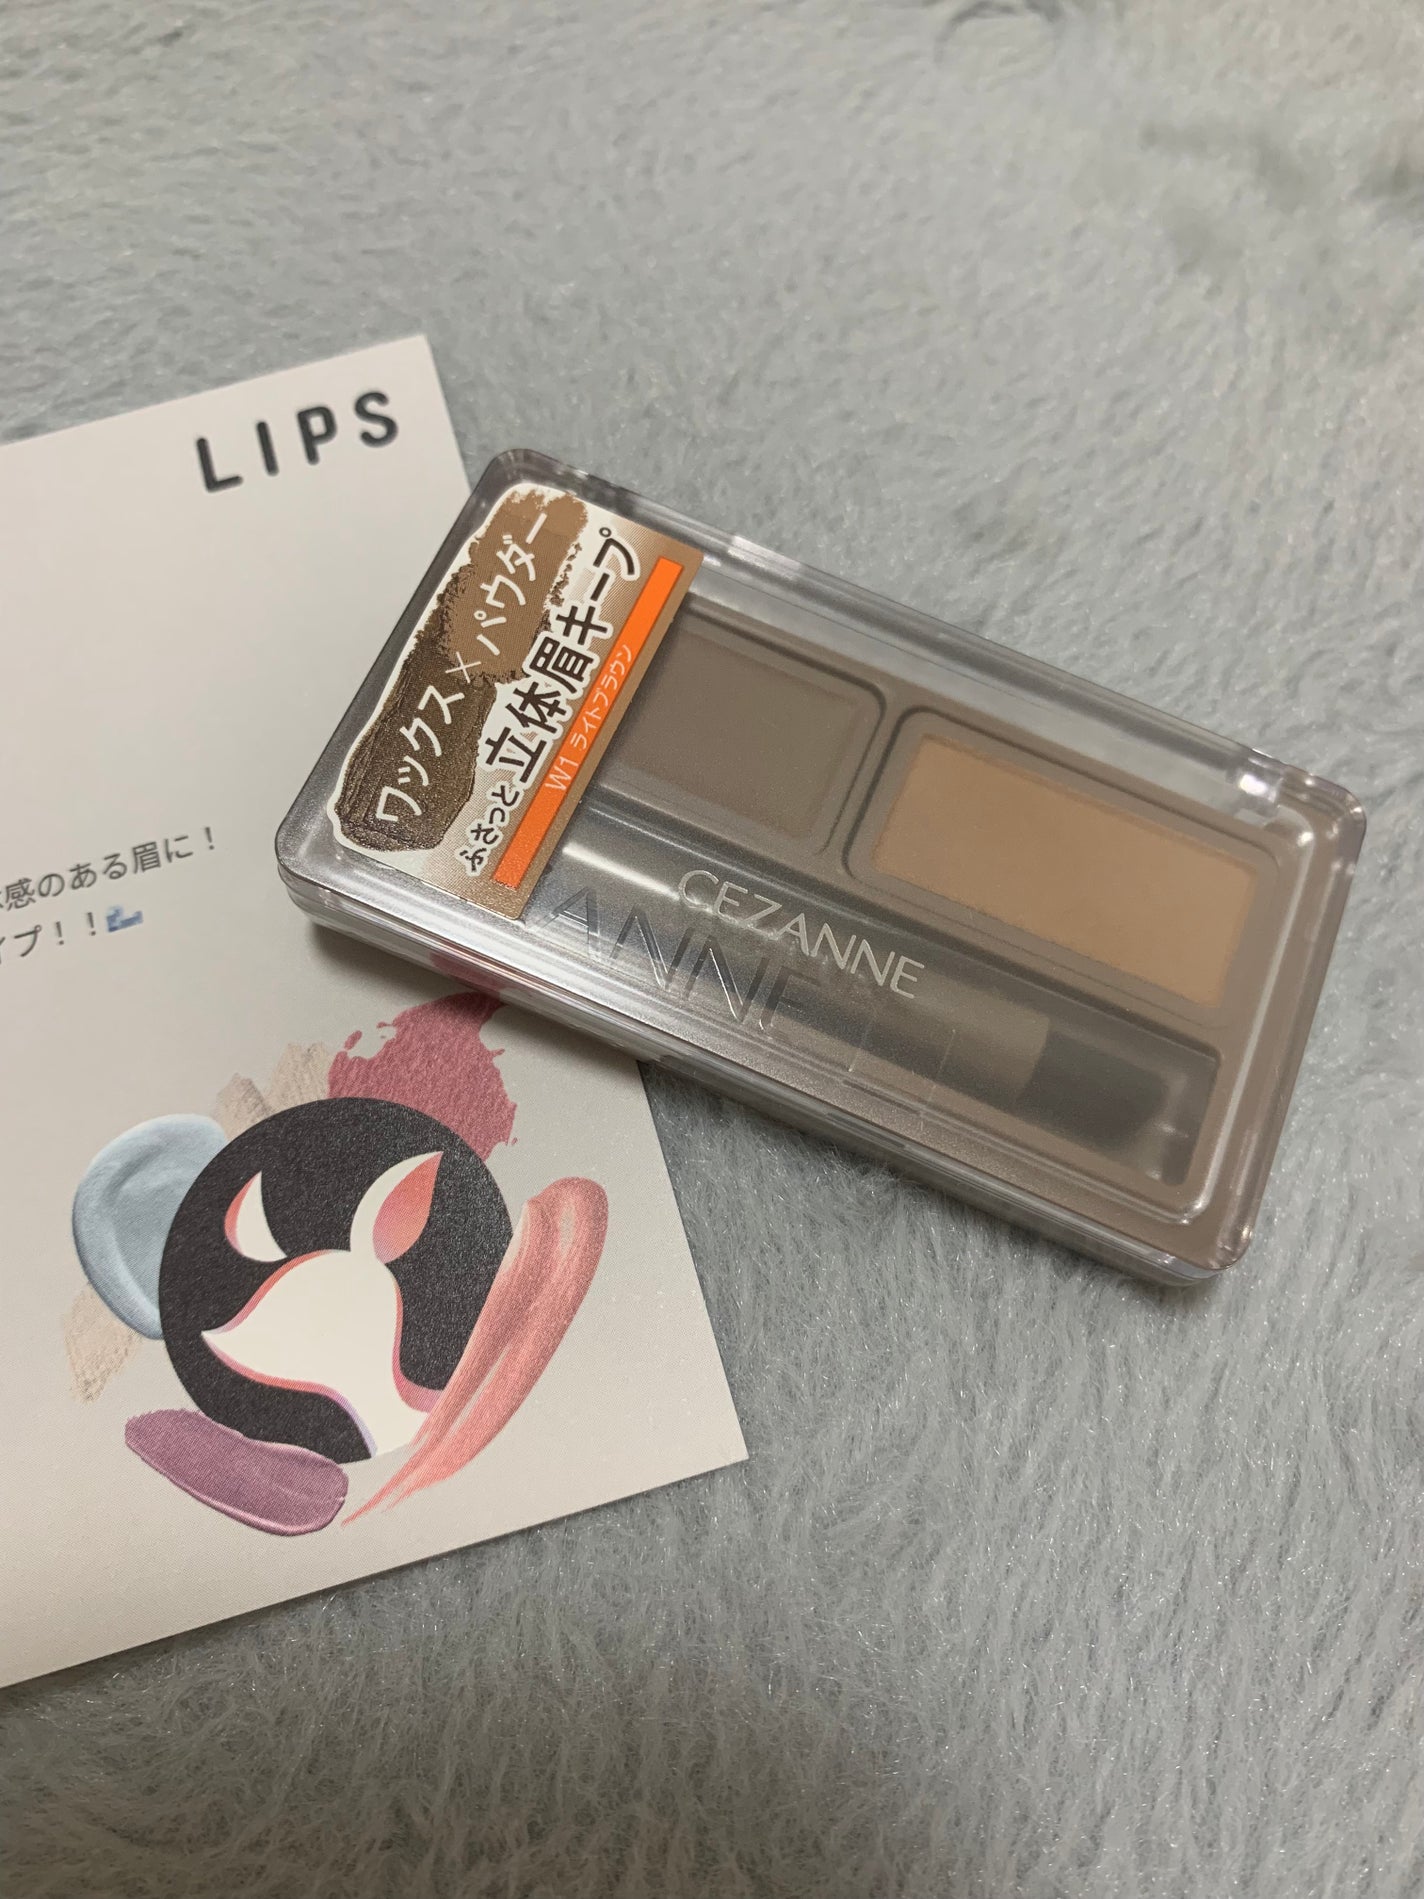 LIPS
ワックス×パウダー
ふさっと立体眉キープ
W1 ライトブラウン
CEZANNE
感のある眉に！
プ！！